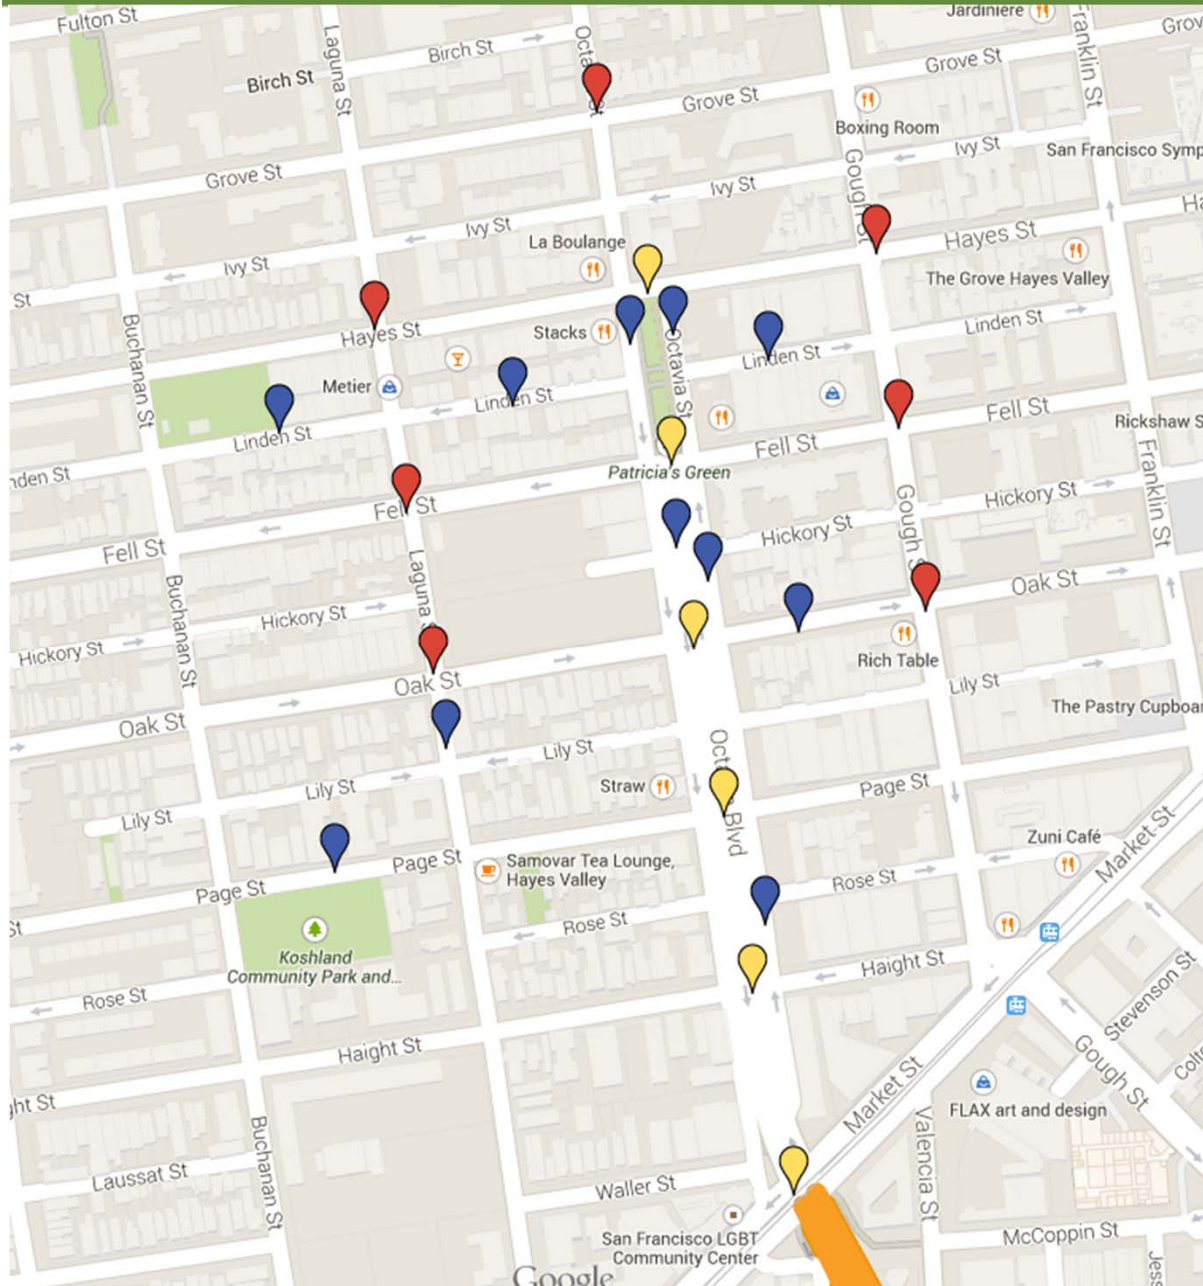 Fulton St
Laguna St
Birch St
Birch St
Jardiniere
Franklin St
Grove St
Grove St
Boxing Room
Gough St
Ivy St
San Francisco Symp
Grove St
Ivy St
Ivy St
La Boulange
Hayes St
The Grove Hayes Valley
Ivy St
St
Buchanan St
Hayes St
Stacks
Octavia St
Linden St
Linden St
Metier
Linden St
Linden St
Fell St
Fell St
Rickshaw S
Patricia's Green
Franklin St
Fell St
Hickory St
Hickory St
Gough St
Fell St
Laguna S
Buchanan St
Hickory St
Hickory St
Oak St
Rich Table
Oak St
Lily St
The Pastry Cupboar
Oak St
Lily St
Straw
Page St
Lily St
Lily St
Blvd
Zuni Café
Market St
Page St
Samovar Tea Lounge,
Hayes Valley
Page St
Rose St
Rose St
Koshland
Community Park and...
Haight St
Stevenson St
Rose St
Haight St
Gough St
Market St
FLAX art and design
Valencia St
ght St
Buchanan St
Laussat St
Waller St
San Francisco LGBT
Community Center
McCoppin St
Google